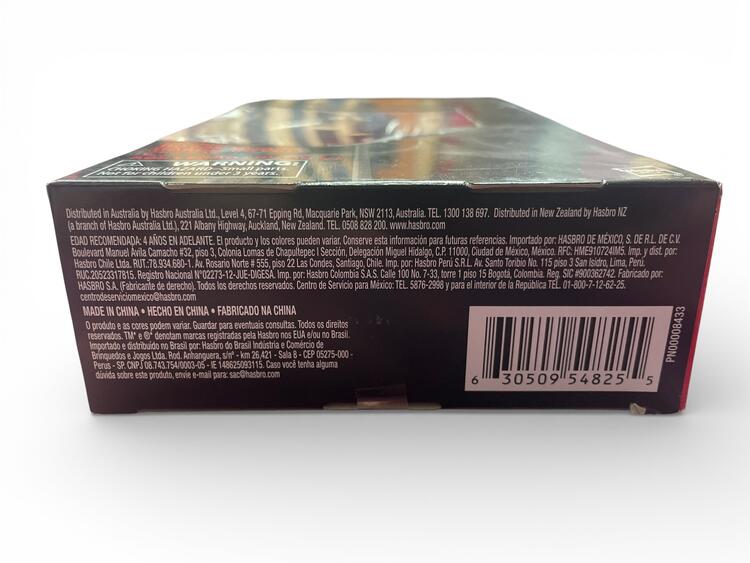 WARNING:
CHOKING HAZARD - Small parts.
Not for children under 3 years.
Distributed in Australia by Hasbro Australia Ltd., Level 4, 67-71 Epping Rd, Macquarie Park, NSW 2113, Australia. TEL. 1300 138 697. Distributed in New Zealand by Hasbro NZ
(a branch of Hasbro Australia Ltd.), 221 Albany Highway, Auckland, New Zealand. TEL. 0508 828 200. www.hasbro.com
EDAD RECOMENDADA: 4 AÑOS EN ADELANTE. El producto y los colores pueden variar. Conserve esta información para futuras referencias. Importado por: HASBRO DE MÉXICO, S. DE R.L. DE C.V.
Boulevard Manuel Ávila Camacho #32, piso 3, Colonia Lomas de Chapultepec I Sección, Delegación Miguel Hidalgo, C.P. 11000, Ciudad de México, México. RFC: HME910724IM5. Imp. y dist. por:
Hasbro Chile Ltda. RUT.78.934.680-1. Av. Rosario Norte # 555, piso 22 Las Condes, Santiago, Chile. Imp. por: Hasbro Perú S.R.L. Av. Santo Toribio No. 115 piso 3 San Isidro, Lima, Perú.
RUC.20523317815. Registro Nacional N°02273-12-JUE-DIGESA. Imp. por: Hasbro Colombia S.A.S. Calle 100 No. 7-33, torre 1 piso 15 Bogotá, Colombia. Reg. SIC #900362742. Fabricado por:
HASBRO S.A. (Fabricante de derecho). Todos los derechos reservados. Centro de Servicio para México: TEL. 5876-2998 y para el interior de la República TEL. 01-800-7-12-62-25.
centrodeserviciomexico@hasbro.com
MADE IN CHINA • HECHO EN CHINA • FABRICADO NA CHINA
O produto e as cores podem variar. Guardar para eventuais consultas. Todos os direitos
reservados. TM* e ®* denotam marcas registradas pela Hasbro nos EUA e/ou no Brasil.
Importado e distribuído no Brasil por: Hasbro do Brasil Indústria e Comércio de
Brinquedos e Jogos Ltda. Rod. Anhanguera, s/nº - km 26,421 - Sala 8 - CEP 05275-000 -
Perus - SP. CNPJ 08.743.754/0003-05 - IE 148625093115. Caso você tenha alguma
dúvida sobre este produto, envie e-mail para: sac@hasbro.com
6 30509 54825 5
PN00008433